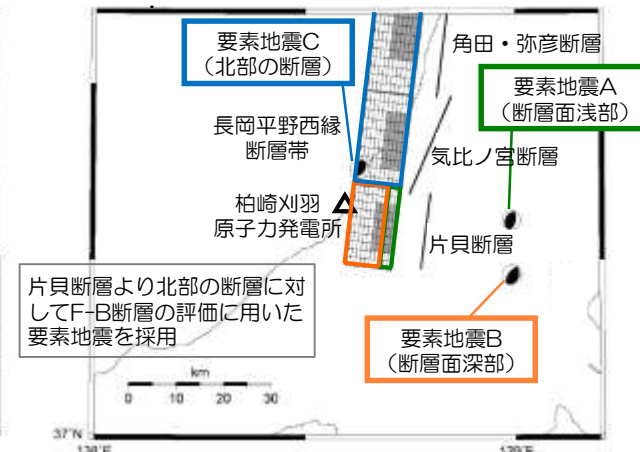 要素地震C
（北部の断層）
角田・弥彦断層
要素地震A
（断層面浅部）
長岡平野西縁
断層帯
気比ノ宮断層
柏崎刈羽
原子力発電所
片貝断層
片貝断層より北部の断層に対
してF-B断層の評価に用いた
要素地震を採用
要素地震B
（断層面深部）
km
0 10 20 30
37°N